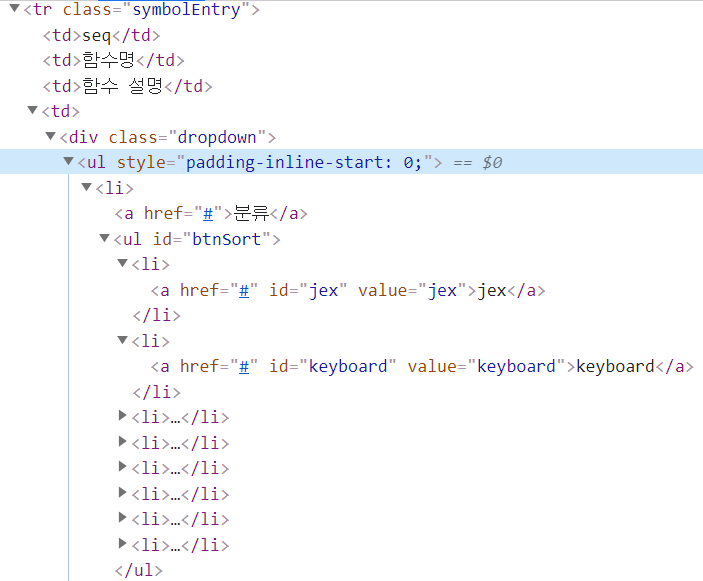 ▼<tr class="symbolEntry">
<td>seq</td>
<td>함수명</td>
<td>함수 설명</td>
▼<td>
▼<div class="dropdown">
▼<ul style="padding-inline-start: 0;"> == $0
▼<li>
<a href="#">분류</a>
▼<ul id="btnSort">
▼<li>
<a href="#" id="jex" value="jex">jex</a>
</li>
▼<li>
<a href="#" id="keyboard" value="keyboard">keyboard</a>
</li>
▶<li>…</li>
▶<li>…</li>
▶<li>…</li>
▶<li>…</li>
▶<li>…</li>
▶<li>…</li>
</ul>